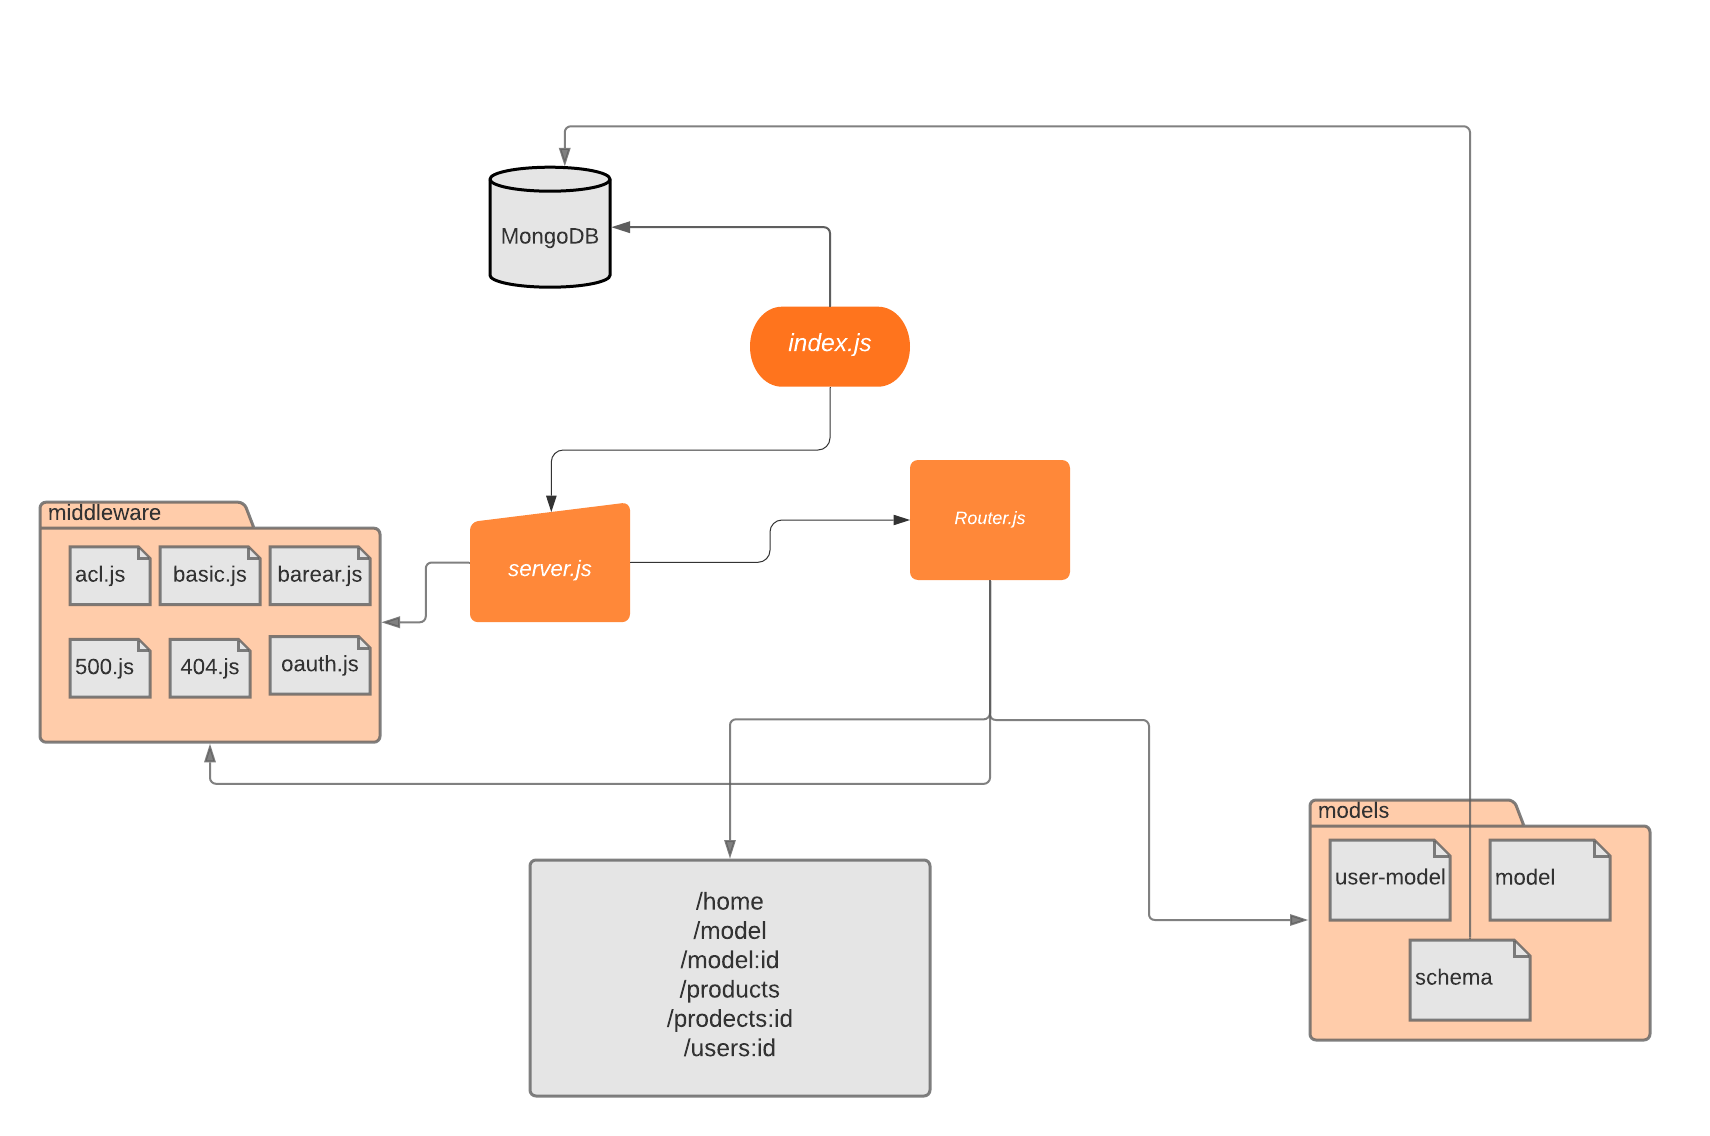 MongoDB
index.js
server.js
Router.js
middleware
acl.js
basic.js
barear.js
500.js
404.js
oauth.js
/home
/model
/model:id
/products
/prodects:id
/users:id
models
user-model
model
schema